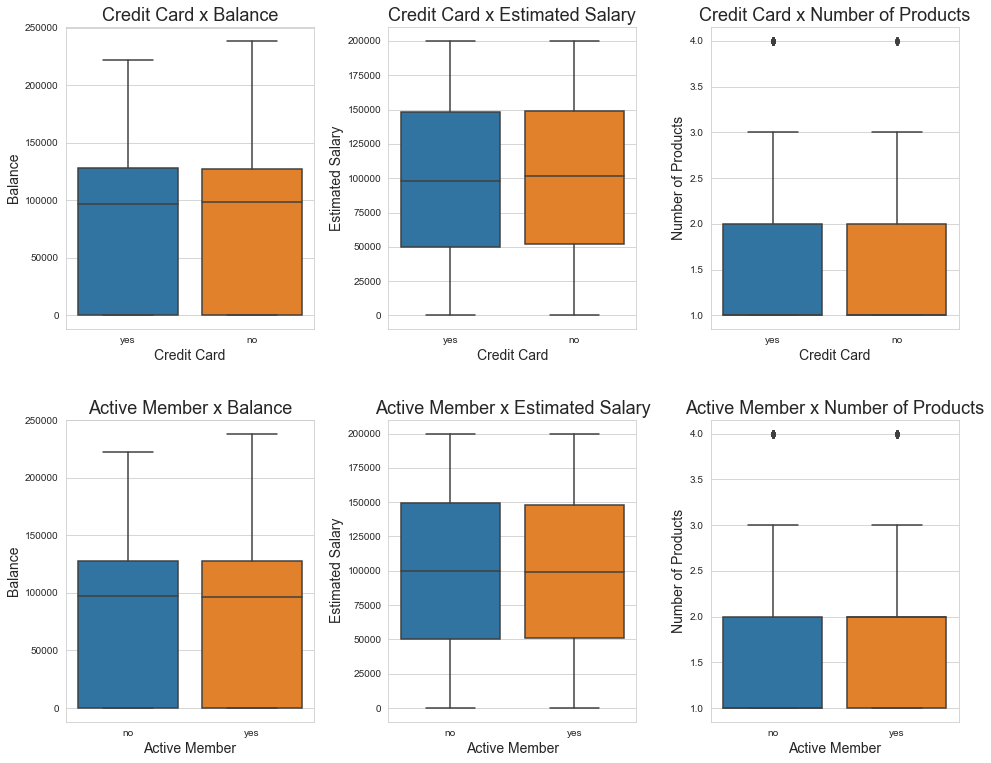 Credit Card x Balance
Balance
250000
200000
150000
100000
50000
0
yes no
Credit Card
Credit Card x Estimated Salary
Estimated Salary
200000
175000
150000
125000
100000
75000
50000
25000
0
yes no
Credit Card
Credit Card x Number of Products
Number of Products
4.0
3.5
3.0
2.5
2.0
1.5
1.0
yes no
Credit Card
Active Member x Balance
Balance
250000
200000
150000
100000
50000
0
no yes
Active Member
Active Member x Estimated Salary
Estimated Salary
200000
175000
150000
125000
100000
75000
50000
25000
0
no yes
Active Member
Active Member x Number of Products
Number of Products
4.0
3.5
3.0
2.5
2.0
1.5
1.0
no yes
Active Member